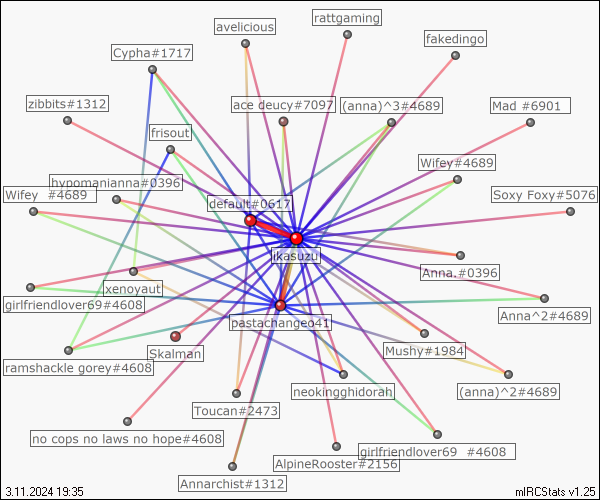 avelicious
rattgaming
fakedingo
Cypha#1717
zibbits#1312
ace deucy#7097
(anna)^3#4689
Mad #6901
frisout
Wifey#4689
hypomanianna#0396
Wifey  #4689
default#0617
Soxy Foxy#5076
jikasuzu
Anna.#0396
xenoyaut
girlfriendlover69#4608
Anna^2#4689
pastachangeo41
Skalman
Mushy#1984
ramshackle gorey#4608
neokingghidorah
(anna)^2#4689
Toucan#2473
no cops no laws no hope#4608
girlfriendlover69  #4608
AlpineRooster#2156
Annarchist#1312
3.11.2024 19:35
mIRCStats v1.25